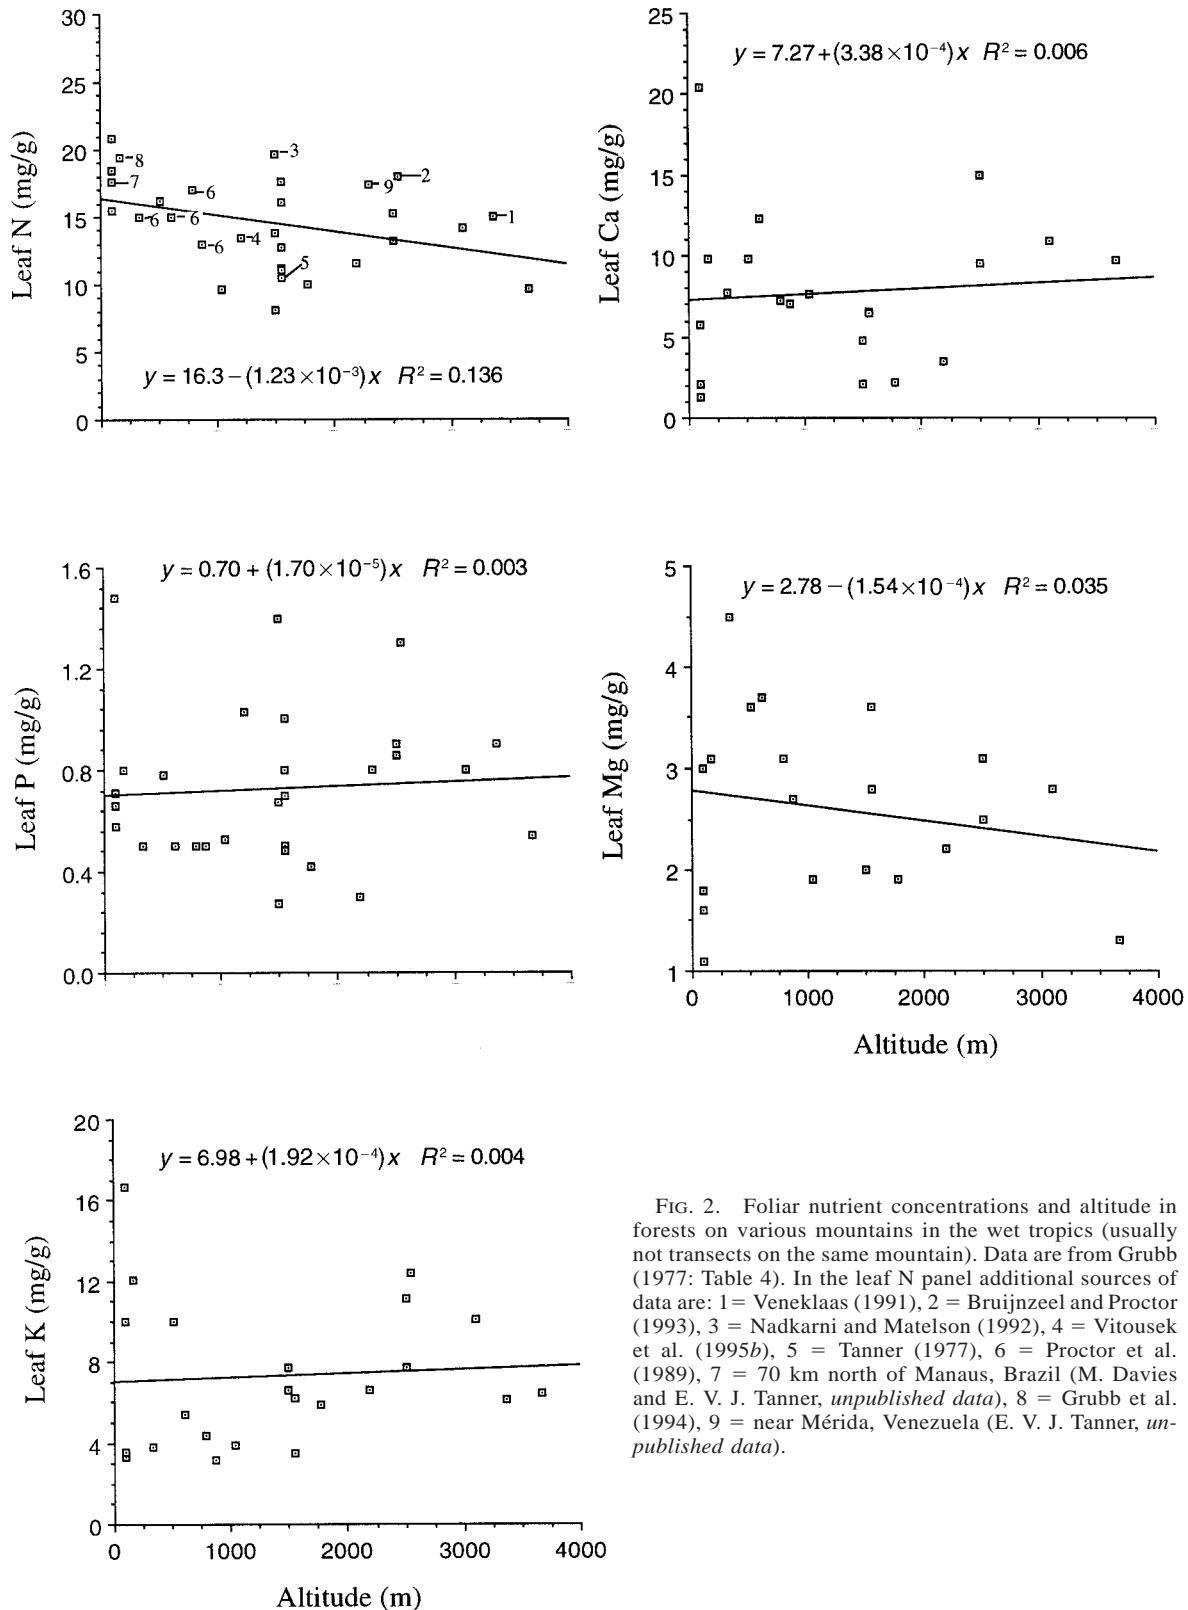 30
25
20
15
10
5
0
Leaf N (mg/g)
8
7
6
6
6
6
4
3
5
9
2
1
y = 16.3 − (1.23 ×10⁻³)x R² = 0.136
25
20
15
10
5
0
Leaf Ca (mg/g)
y = 7.27+(3.38 ×10⁻⁴)x R² = 0.006
1.6
1.2
0.8
0.4
0.0
Leaf P (mg/g)
y = 0.70 + (1.70 ×10⁻⁵)x R² = 0.003
5
4
3
2
1
Leaf Mg (mg/g)
y = 2.78 − (1.54 ×10⁻⁴)x R² = 0.035
0 1000 2000 3000 4000
Altitude (m)
20
16
12
8
4
0
Leaf K (mg/g)
y = 6.98 + (1.92 ×10⁻⁴)x R² = 0.004
0 1000 2000 3000 4000
Altitude (m)
FIG. 2. Foliar nutrient concentrations and altitude in
forests on various mountains in the wet tropics (usually
not transects on the same mountain). Data are from Grubb
(1977: Table 4). In the leaf N panel additional sources of
data are: 1 = Veneklaas (1991), 2 = Bruijnzeel and Proctor
(1993), 3 = Nadkarni and Matelson (1992), 4 = Vitousek
et al. (1995b), 5 = Tanner (1977), 6 = Proctor et al.
(1989), 7 = 70 km north of Manaus, Brazil (M. Davies
and E. V. J. Tanner, unpublished data), 8 = Grubb et al.
(1994), 9 = near Mérida, Venezuela (E. V. J. Tanner, un-
published data).